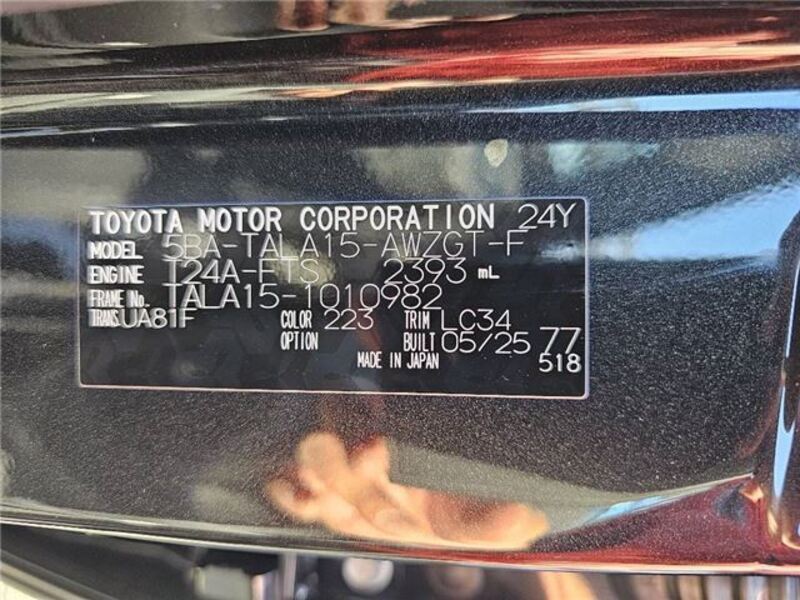 TOYOTA MOTOR CORPORATION 24Y
MODEL 5BA-TALA15-AWZGT-F
ENGINE T24A-FTS 2393 mL
FRAME NO. TALA15-1010982
TRANS. UA81F COLOR 223 TRIM LC34
OPTION BUILT 05/25 77
MADE IN JAPAN 518